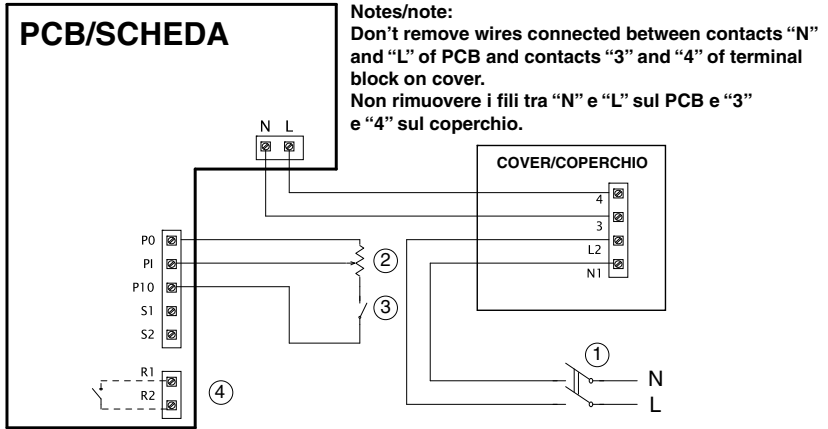 PCB/SCHEDA
Notes/note:
Don’t remove wires connected between contacts “N”
and “L” of PCB and contacts “3” and “4” of terminal
block on cover.
Non rimuovere i fili tra “N” e “L” sul PCB e “3”
e “4” sul coperchio.
N L
COVER/COPERCHIO
4
3
L2
N1
P0
PI
P10
S1
S2
2
3
R1
R2
4
1
N
L